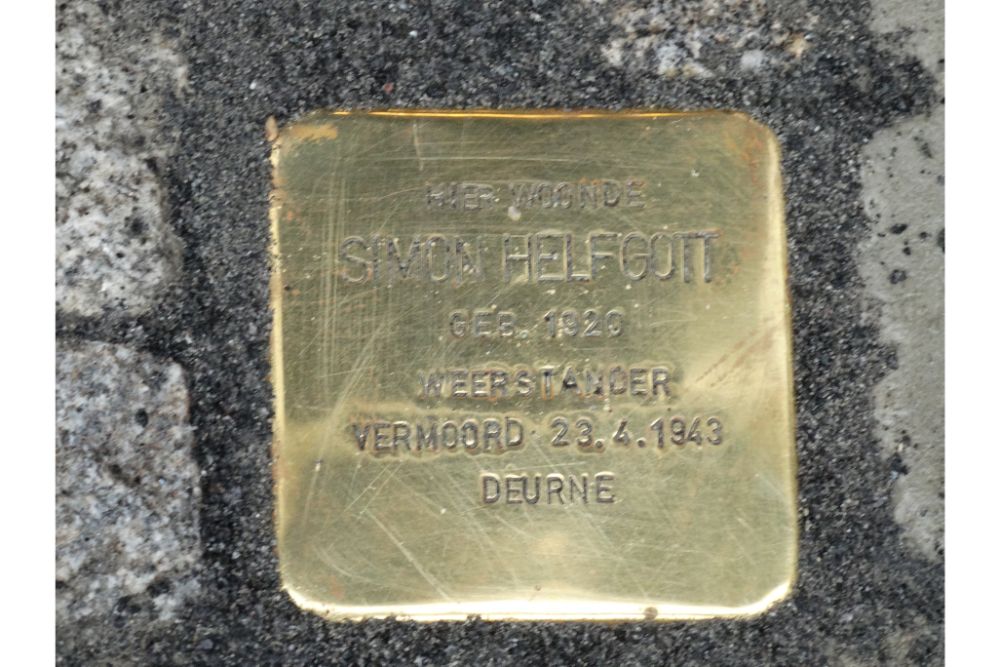 HIER WOONDE
SIMON HELFGOTT
GEB. 1920
WEERSTANDER
VERMOORD 23.4.1943
DEURNE